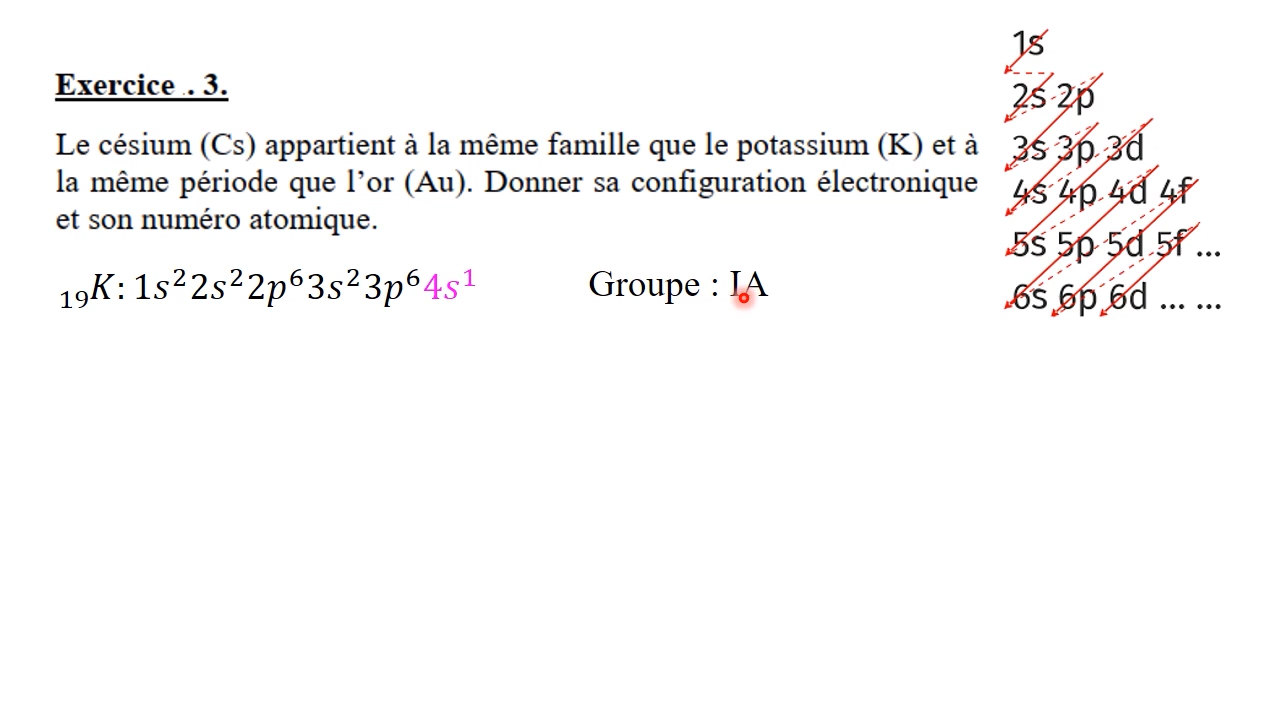 Exercice . 3.
Le césium (Cs) appartient à la même famille que le potassium (K) et à
la même période que l’or (Au). Donner sa configuration électronique
et son numéro atomique.
₁₉K: 1s²2s²2p⁶3s²3p⁶4s¹
Groupe : IA
1s
2s 2p
3s 3p 3d
4s 4p 4d 4f
5s 5p 5d 5f ...
6s 6p 6d ... ...